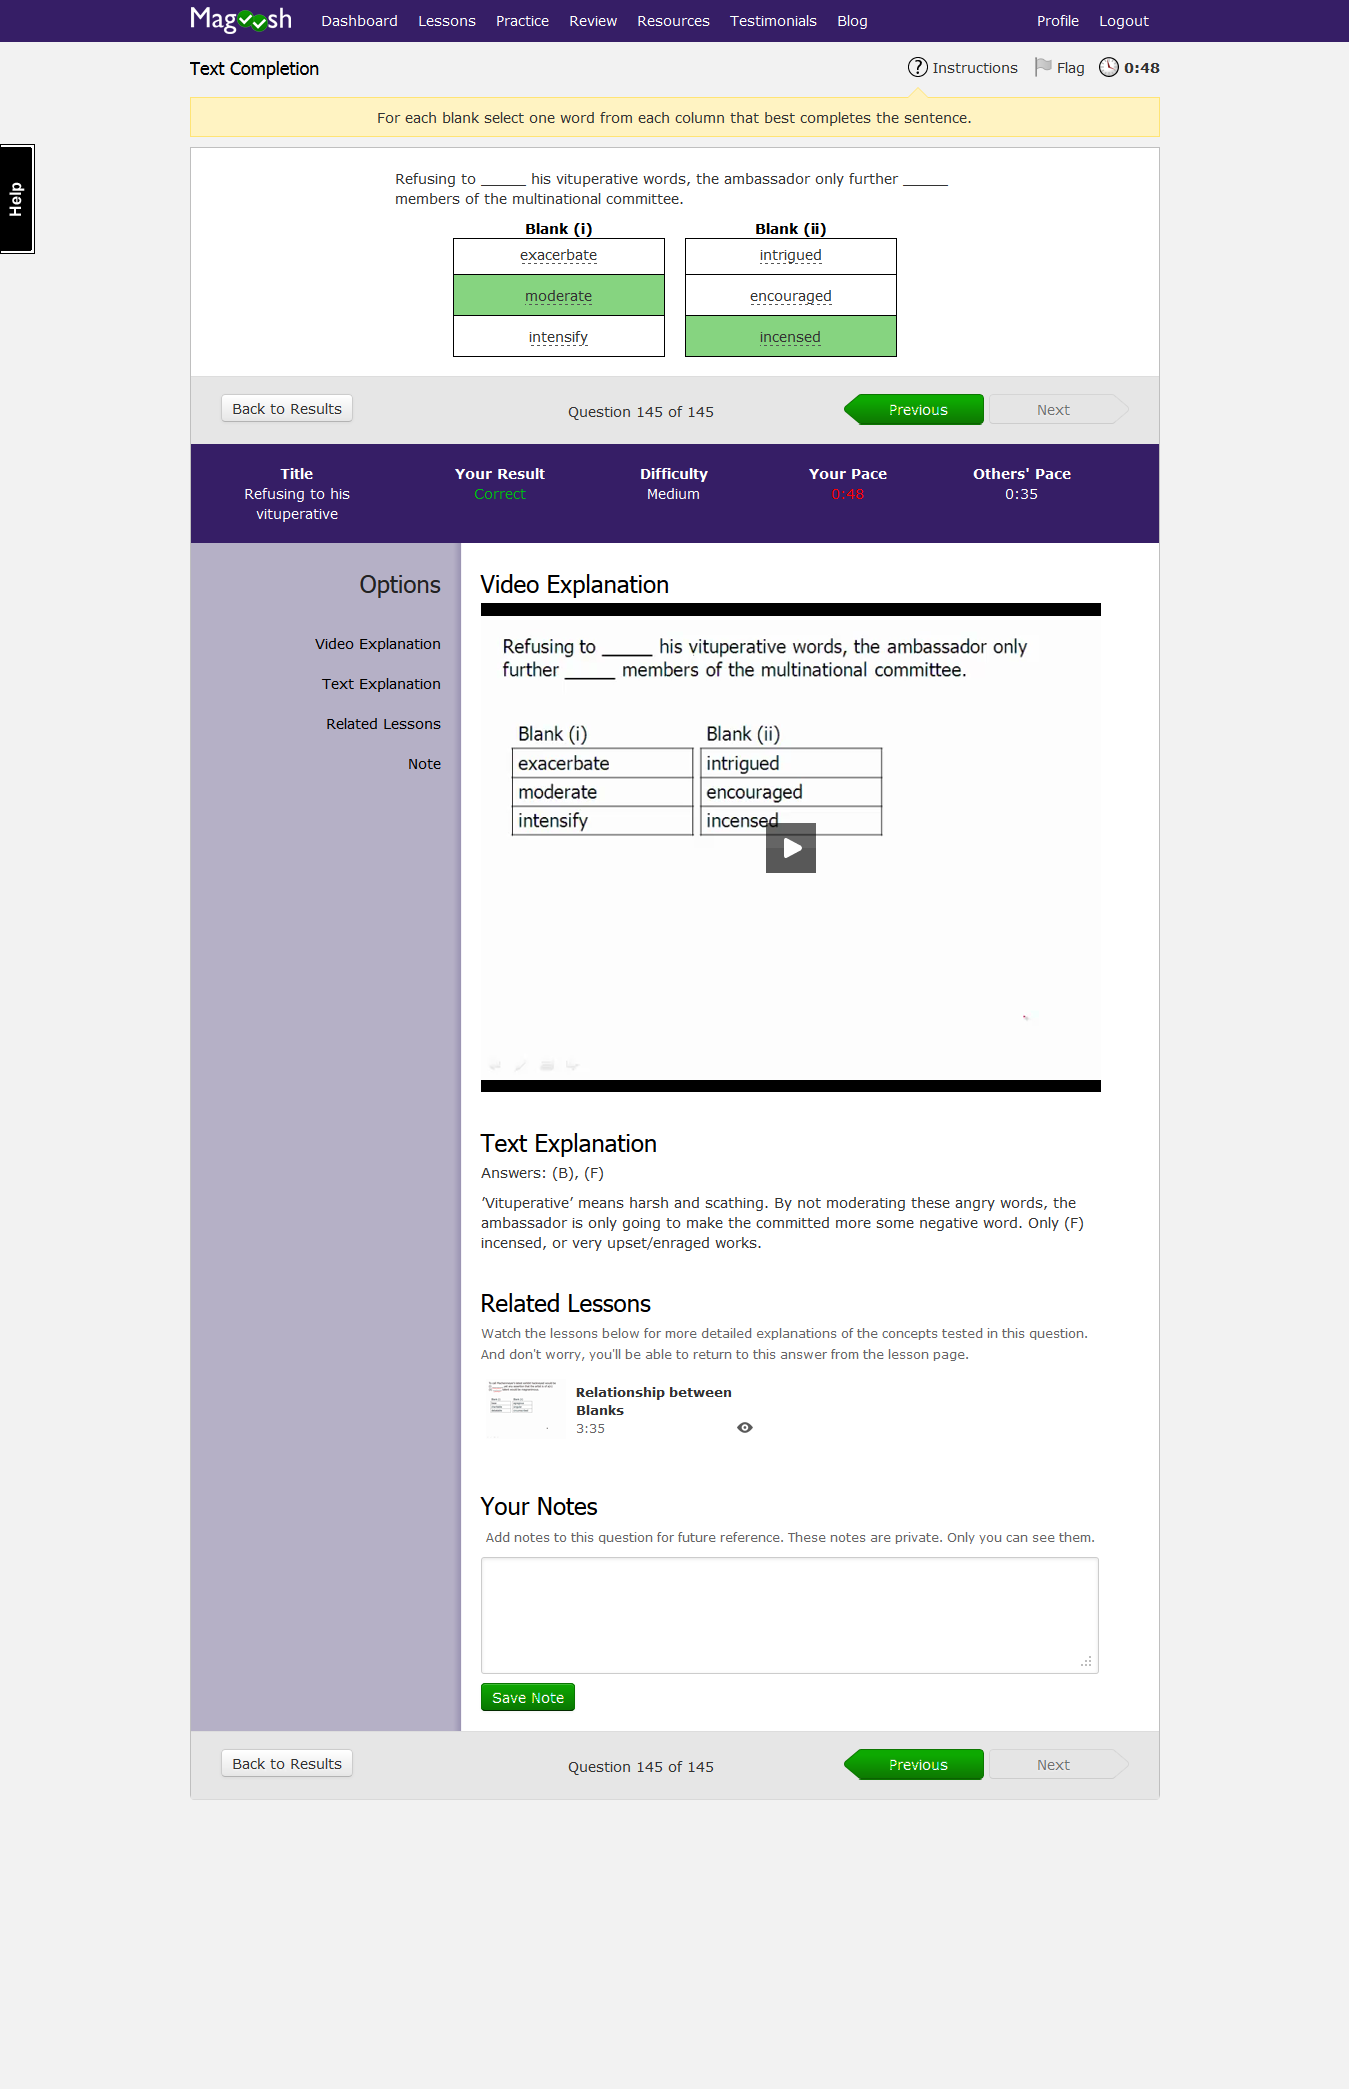 Magoosh Dashboard Lessons Practice Review Resources Testimonials Blog Profile Logout
Text Completion
? Instructions Flag 0:48
For each blank select one word from each column that best completes the sentence.
Help
Refusing to _____ his vituperative words, the ambassador only further _____
members of the multinational committee.
Blank (i) Blank (ii)
exacerbate intrigued
moderate encouraged
intensify incensed
Back to Results Question 145 of 145 Previous Next
Title Your Result Difficulty Your Pace Others' Pace
Refusing to his Correct Medium 0:48 0:35
vituperative
Options
Video Explanation
Text Explanation
Related Lessons
Note
Video Explanation
Refusing to _____ his vituperative words, the ambassador only
further _____ members of the multinational committee.
Blank (i) Blank (ii)
exacerbate intrigued
moderate encouraged
intensify incensed
Text Explanation
Answers: (B), (F)
’Vituperative’ means harsh and scathing. By not moderating these angry words, the
ambassador is only going to make the committed more some negative word. Only (F)
incensed, or very upset/enraged works.
Related Lessons
Watch the lessons below for more detailed explanations of the concepts tested in this question.
And don't worry, you'll be able to return to this answer from the lesson page.
Relationship between
Blanks
3:35
Your Notes
Add notes to this question for future reference. These notes are private. Only you can see them.
Save Note
Back to Results Question 145 of 145 Previous Next